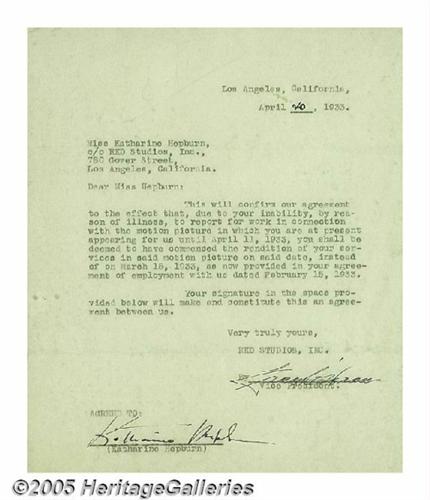 Los Angeles, California,
April 20, 1933.
Miss Katharine Hepburn,
c/o RKO Studios, Inc.,
780 Gower Street,
Los Angeles, California.
Dear Miss Hepburn:
This will confirm our agreement
to the effect that, due to your inability, by rea-
son of illness, to report for work in connection
with the motion picture in which you are at present
appearing for us until April 11, 1933, you shall be
deemed to have commenced the rendition of your ser-
vices in said motion picture on said date, instead
of on March 15, 1933, as now provided in your agree-
ment of employment with us dated February 15, 1933.
Your signature in the space pro-
vided below will make and constitute this an agree-
ment between us.
Very truly yours,
RKO STUDIOS, INC.
Vice President.
AGREED TO:
Katharine Hepburn
(Katharine Hepburn)
©2005 HeritageGalleries